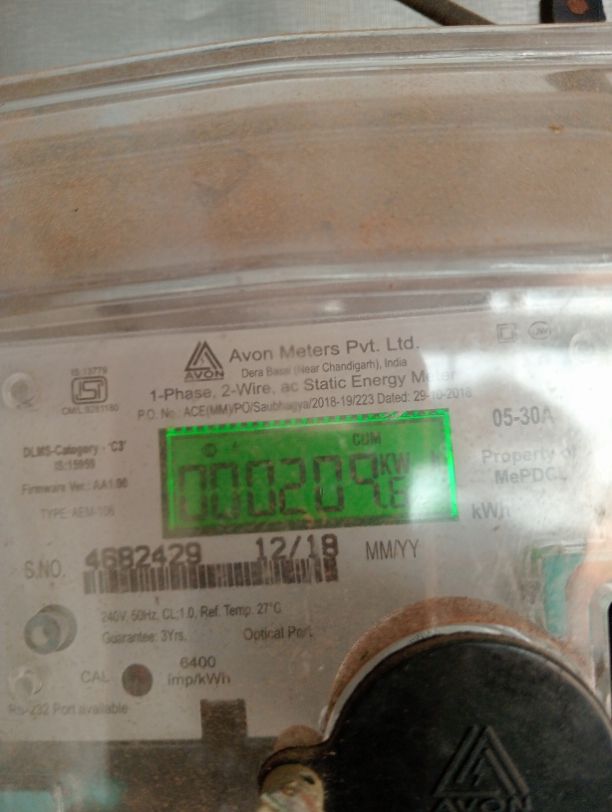 Avon Meters Pvt. Ltd.
Dera Bassi (Near Chandigarh), India
AVON
IS:13779
ISI
1-Phase, 2-Wire, ac Static Energy Meter
P.O. No.: ACE(MM)/PO/Saubhagya/2018-19/223 Dated: 29-10-2018
DLMS-Category - 'C3'
IS:15959
Firmware Ver.: AA1.06
TYPE: AEM-106
CUM
KW
05-30A
Property of
MePDCL
kWh
S.NO. 4682429 12/18 MM/YY
240V, 50Hz, CL:1.0, Ref. Temp. 27°C
Guarantee: 3Yrs. Optical Port
CAL 6400
imp/kWh
RS-232 Port available
AVON